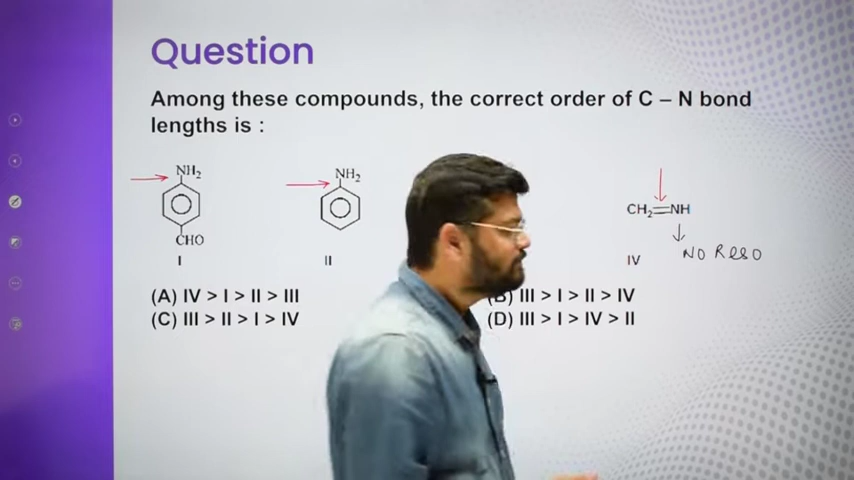 Question
Among these compounds, the correct order of C – N bond
lengths is :
NH2
CHO
I
NH2
II
CH2=NH
NO Reso
IV
(A) IV > I > II > III
(B) III > I > II > IV
(C) III > II > I > IV
(D) III > I > IV > II